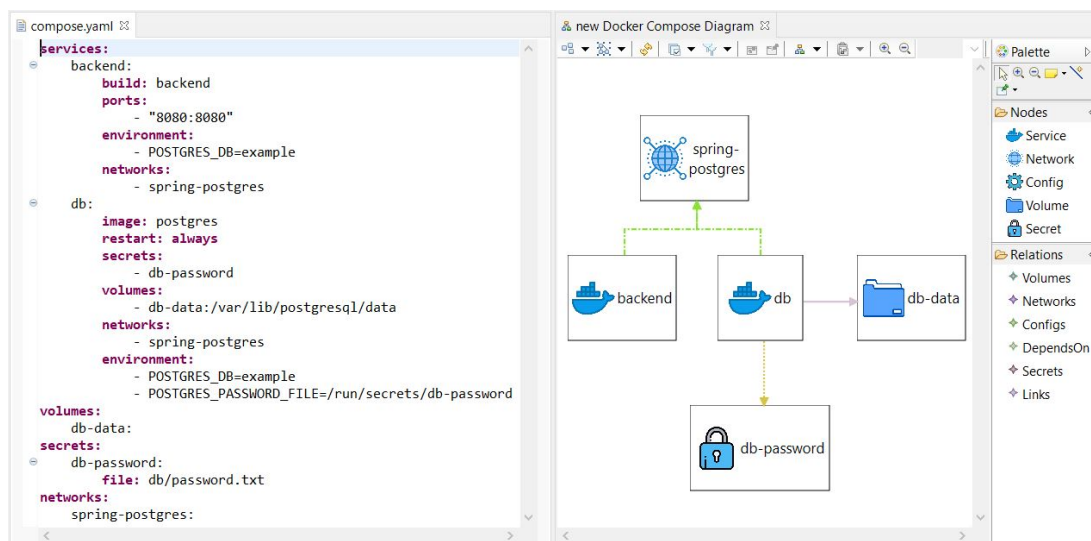 compose.yaml
services:
backend:
build: backend
ports:
- "8080:8080"
environment:
- POSTGRES_DB=example
networks:
- spring-postgres
db:
image: postgres
restart: always
secrets:
- db-password
volumes:
- db-data:/var/lib/postgresql/data
networks:
- spring-postgres
environment:
- POSTGRES_DB=example
- POSTGRES_PASSWORD_FILE=/run/secrets/db-password
volumes:
db-data:
secrets:
db-password:
file: db/password.txt
networks:
spring-postgres:
new Docker Compose Diagram
spring-
postgres
backend
db
db-data
db-password
Palette
Nodes
Service
Network
Config
Volume
Secret
Relations
Volumes
Networks
Configs
DependsOn
Secrets
Links